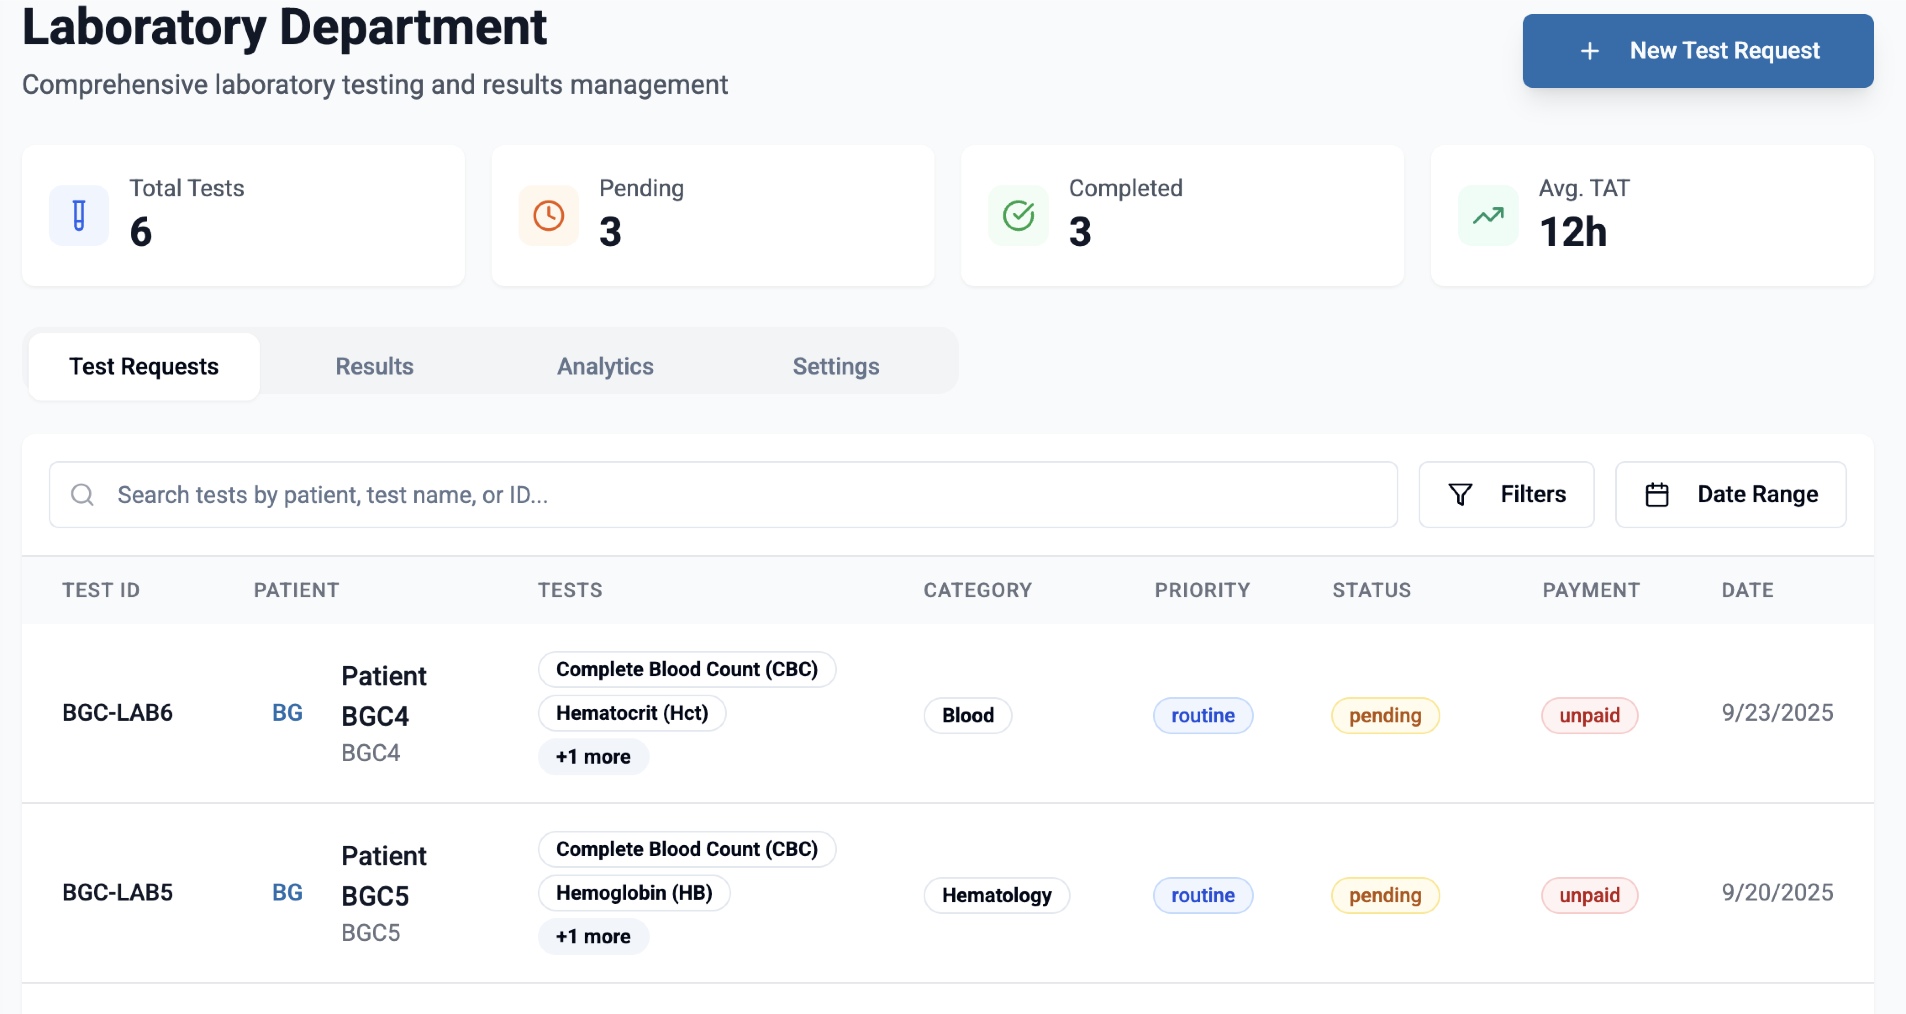 Laboratory Department
Comprehensive laboratory testing and results management
+ New Test Request
Total Tests
6
Pending
3
Completed
3
Avg. TAT
12h
Test Requests
Results
Analytics
Settings
Search tests by patient, test name, or ID...
Filters
Date Range
TEST ID
PATIENT
TESTS
CATEGORY
PRIORITY
STATUS
PAYMENT
DATE
BGC-LAB6
BG
Patient
BGC4
BGC4
Complete Blood Count (CBC)
Hematocrit (Hct)
+1 more
Blood
routine
pending
unpaid
9/23/2025
BGC-LAB5
BG
Patient
BGC5
BGC5
Complete Blood Count (CBC)
Hemoglobin (HB)
+1 more
Hematology
routine
pending
unpaid
9/20/2025